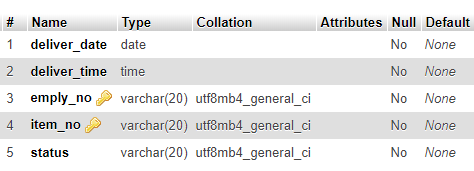 # Name Type Collation Attributes Null Default
1 deliver_date date No None
2 deliver_time time No None
3 emply_no varchar(20) utf8mb4_general_ci No None
4 item_no varchar(20) utf8mb4_general_ci No None
5 status varchar(20) utf8mb4_general_ci No None